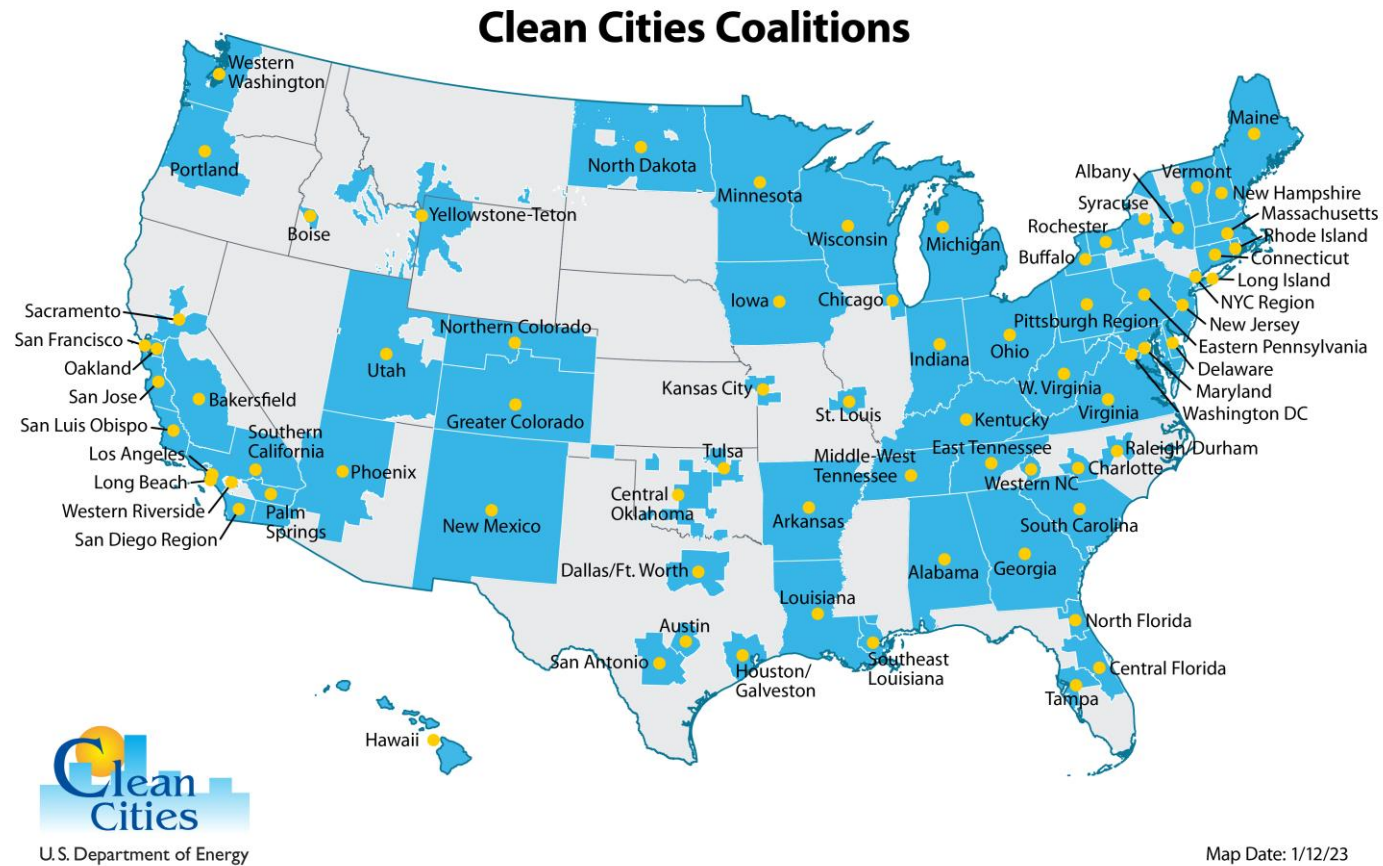 Clean Cities Coalitions
Western
Washington
Portland
Boise
Yellowstone-Teton
North Dakota
Minnesota
Wisconsin
Michigan
Iowa
Chicago
Maine
Albany
Vermont
New Hampshire
Syracuse
Massachusetts
Rochester
Rhode Island
Buffalo
Connecticut
Long Island
NYC Region
New Jersey
Pittsburgh Region
Eastern Pennsylvania
Delaware
Maryland
Washington DC
Sacramento
San Francisco
Oakland
San Jose
Bakersfield
San Luis Obispo
Southern
California
Los Angeles
Long Beach
Western Riverside
San Diego Region
Palm
Springs
Phoenix
Utah
Northern Colorado
Greater Colorado
New Mexico
Kansas City
St. Louis
Indiana
Ohio
W. Virginia
Virginia
Kentucky
East Tennessee
Middle-West
Tennessee
Western NC
Raleigh/Durham
Charlotte
South Carolina
Tulsa
Central
Oklahoma
Arkansas
Dallas/Ft. Worth
Louisiana
Alabama
Georgia
Austin
San Antonio
Houston/
Galveston
Southeast
Louisiana
North Florida
Central Florida
Tampa
Hawaii
Clean
Cities
U.S. Department of Energy
Map Date: 1/12/23